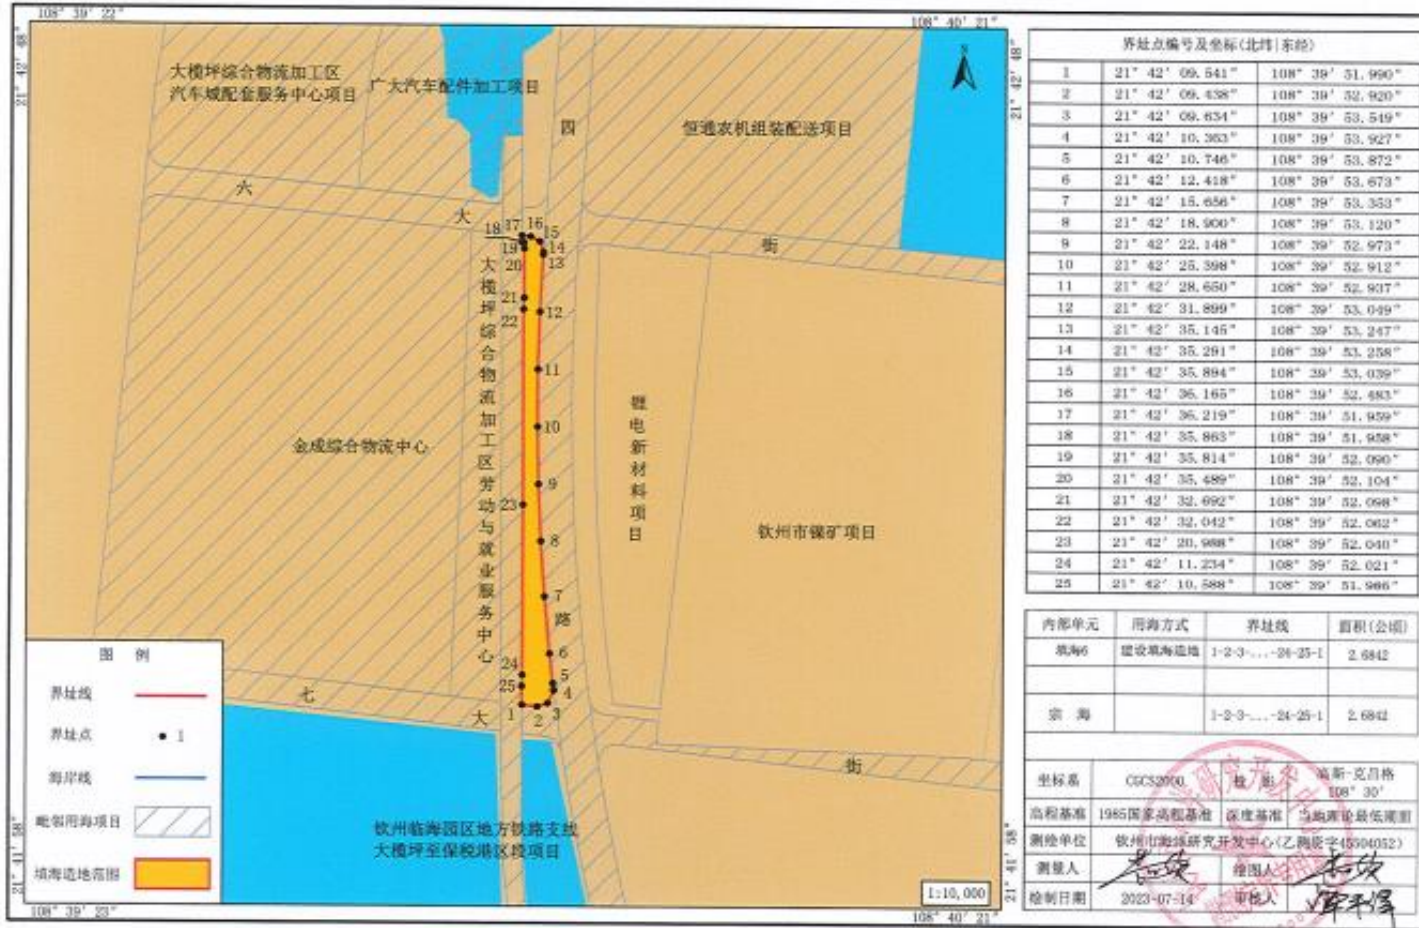 108° 39′ 22″
108° 40′ 21″
21° 42′ 48″
21° 42′ 48″
大榄坪综合物流加工区
汽车城配套服务中心项目
广大汽车配件加工项目
四
恒通农机组装配送项目
六
大
街
18 17 16 15
19 14
20 13
21
22 12
11
10
9
23
8
7
6
24
25 5
4
1 2 3
大榄坪综合物流加工区劳动与就业服务中心
金成综合物流中心
锂电新材料项目
钦州市镍矿项目
路
七
大
街
钦州临海园区地方铁路支线
大榄坪至保税港区段项目
图 例
界址线
界址点 1
海岸线
毗邻用海项目
填海造地范围
1:10,000
21° 41′ 58″
21° 41′ 58″
108° 39′ 23″
108° 40′ 21″
界址点编号及坐标(北纬|东经)
1 21° 42′ 09.541″ 108° 39′ 51.990″
2 21° 42′ 09.438″ 108° 39′ 52.920″
3 21° 42′ 09.634″ 108° 39′ 53.549″
4 21° 42′ 10.363″ 108° 39′ 53.927″
5 21° 42′ 10.746″ 108° 39′ 53.872″
6 21° 42′ 12.418″ 108° 39′ 53.673″
7 21° 42′ 15.656″ 108° 39′ 53.353″
8 21° 42′ 18.900″ 108° 39′ 53.120″
9 21° 42′ 22.148″ 108° 39′ 52.973″
10 21° 42′ 25.398″ 108° 39′ 52.912″
11 21° 42′ 28.650″ 108° 39′ 52.937″
12 21° 42′ 31.899″ 108° 39′ 53.049″
13 21° 42′ 35.145″ 108° 39′ 53.247″
14 21° 42′ 35.291″ 108° 39′ 53.258″
15 21° 42′ 35.894″ 108° 39′ 53.039″
16 21° 42′ 36.165″ 108° 39′ 52.483″
17 21° 42′ 36.219″ 108° 39′ 51.959″
18 21° 42′ 35.863″ 108° 39′ 51.958″
19 21° 42′ 35.814″ 108° 39′ 52.090″
20 21° 42′ 35.489″ 108° 39′ 52.104″
21 21° 42′ 32.692″ 108° 39′ 52.098″
22 21° 42′ 32.042″ 108° 39′ 52.062″
23 21° 42′ 20.988″ 108° 39′ 52.040″
24 21° 42′ 11.234″ 108° 39′ 52.021″
25 21° 42′ 10.588″ 108° 39′ 51.986″
内部单元 用海方式 界址线 面积(公顷)
填海6 建设填海造地 1-2-3-...-24-25-1 2.6842
宗 海 1-2-3-...-24-25-1 2.6842
坐标系 CGCS2000 投 影 高斯-克吕格
108° 30′
高程基准 1985国家高程基准 深度基准 当地理论最低潮面
测绘单位 钦州市海洋研究开发中心(乙测资字45504052)
测量人 绘图人
绘制日期 2023-07-14 审核人